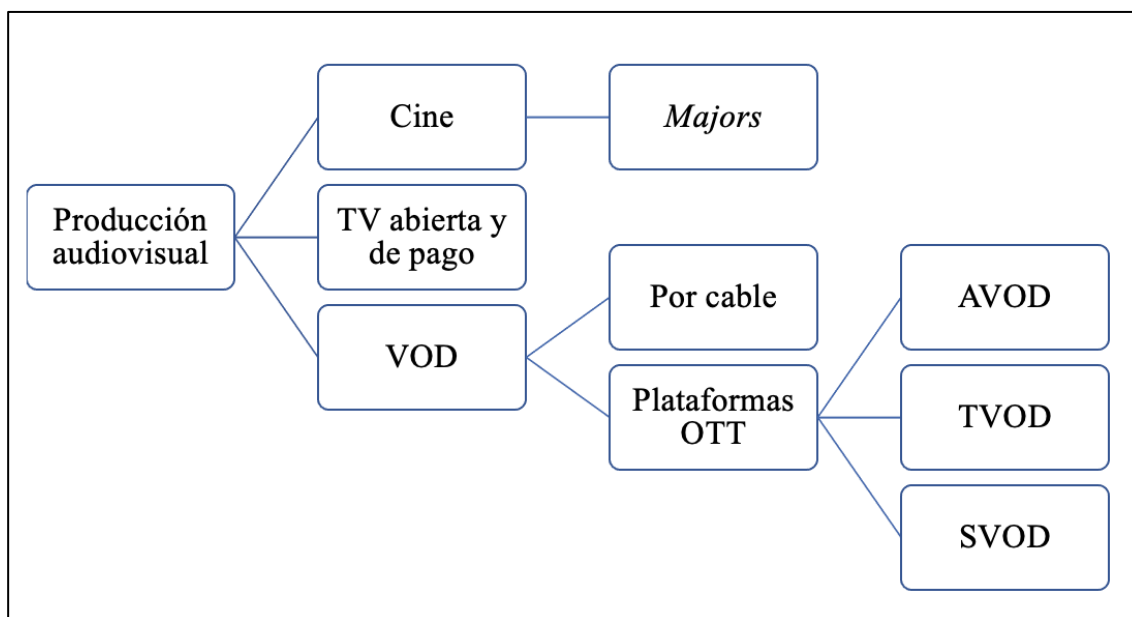 Cine
Majors
Producción
audiovisual
TV abierta y
de pago
VOD
Por cable
Plataformas
OTT
AVOD
TVOD
SVOD